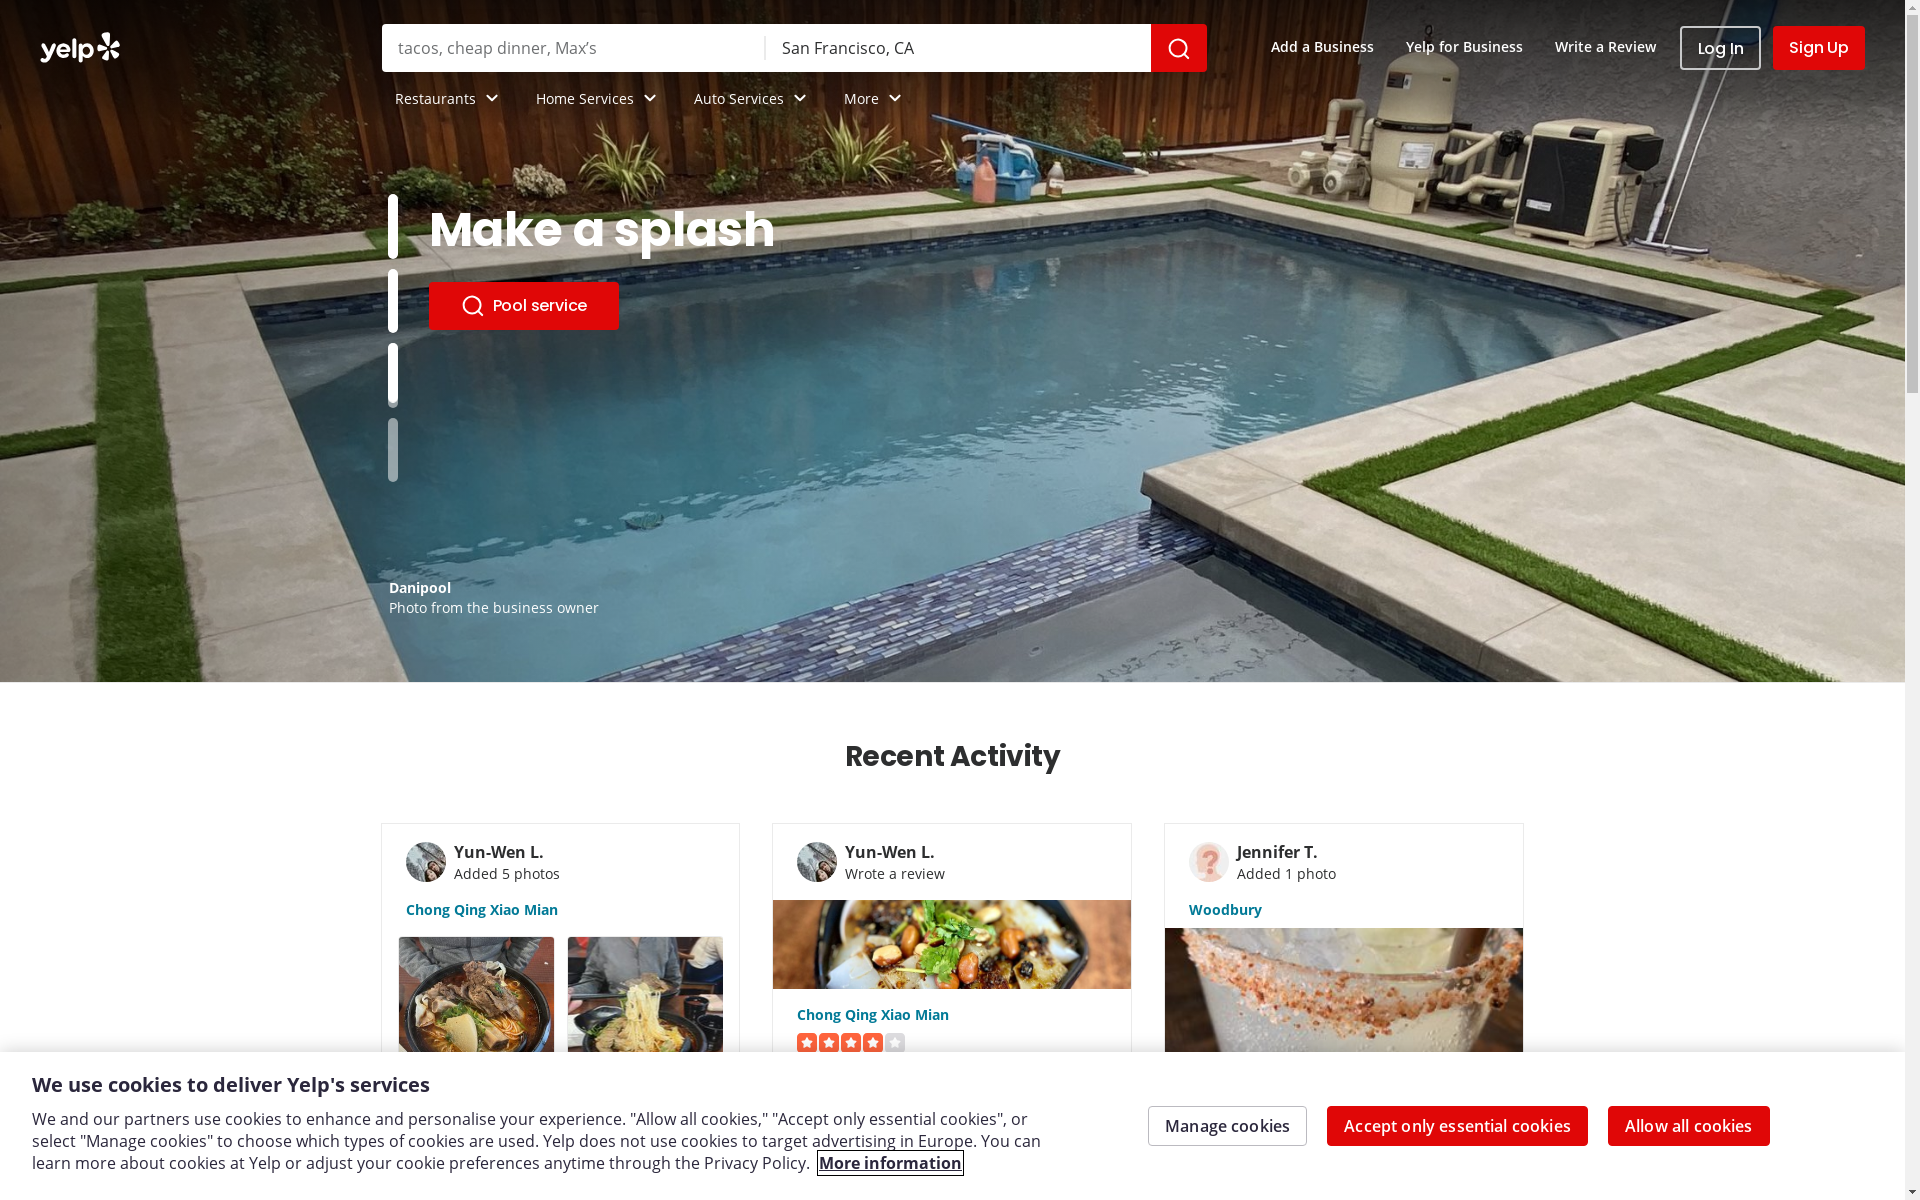 yelp
tacos, cheap dinner, Max’s
San Francisco, CA
Add a Business
Yelp for Business
Write a Review
Log In
Sign Up
Restaurants
Home Services
Auto Services
More
Make a splash
Pool service
Danipool
Photo from the business owner
Recent Activity
Yun-Wen L.
Added 5 photos
Chong Qing Xiao Mian
Yun-Wen L.
Wrote a review
Chong Qing Xiao Mian
Jennifer T.
Added 1 photo
Woodbury
We use cookies to deliver Yelp's services
We and our partners use cookies to enhance and personalise your experience. "Allow all cookies," "Accept only essential cookies", or
select "Manage cookies" to choose which types of cookies are used. Yelp does not use cookies to target advertising in Europe. You can
learn more about cookies at Yelp or adjust your cookie preferences anytime through the Privacy Policy. More information
Manage cookies
Accept only essential cookies
Allow all cookies